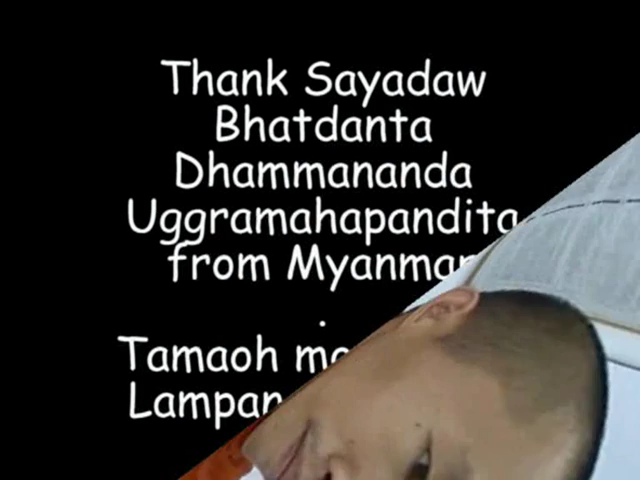 Thank Sayadaw
Bhatdanta
Dhammananda
Uggramahapandita
from Myanmar
.
Tamaoh
Lampan